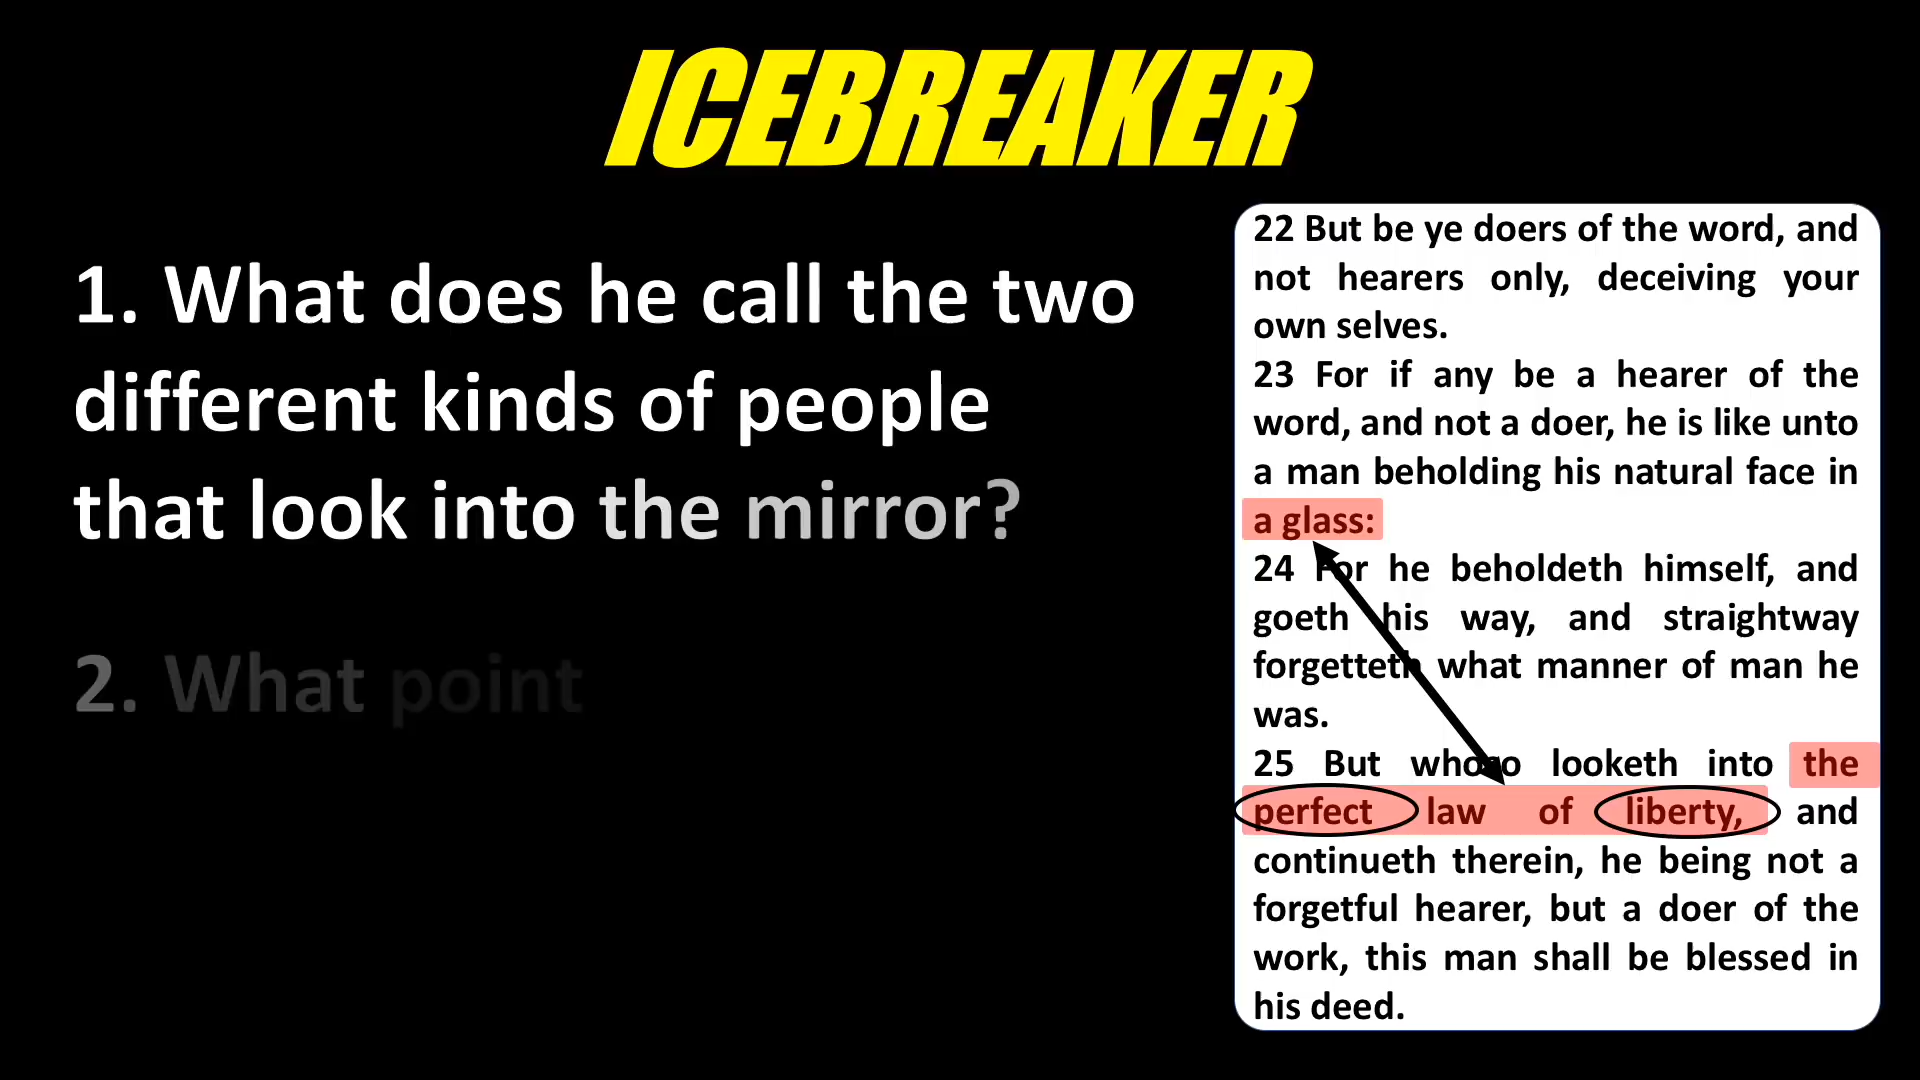 ICEBREAKER
1. What does he call the two
different kinds of people
that look into the mirror?
2. What point
22 But be ye doers of the word, and
not hearers only, deceiving your
own selves.
23 For if any be a hearer of the
word, and not a doer, he is like unto
a man beholding his natural face in
a glass:
24 For he beholdeth himself, and
goeth his way, and straightway
forgetteth what manner of man he
was.
25 But whoso looketh into the
perfect law of liberty, and
continueth therein, he being not a
forgetful hearer, but a doer of the
work, this man shall be blessed in
his deed.